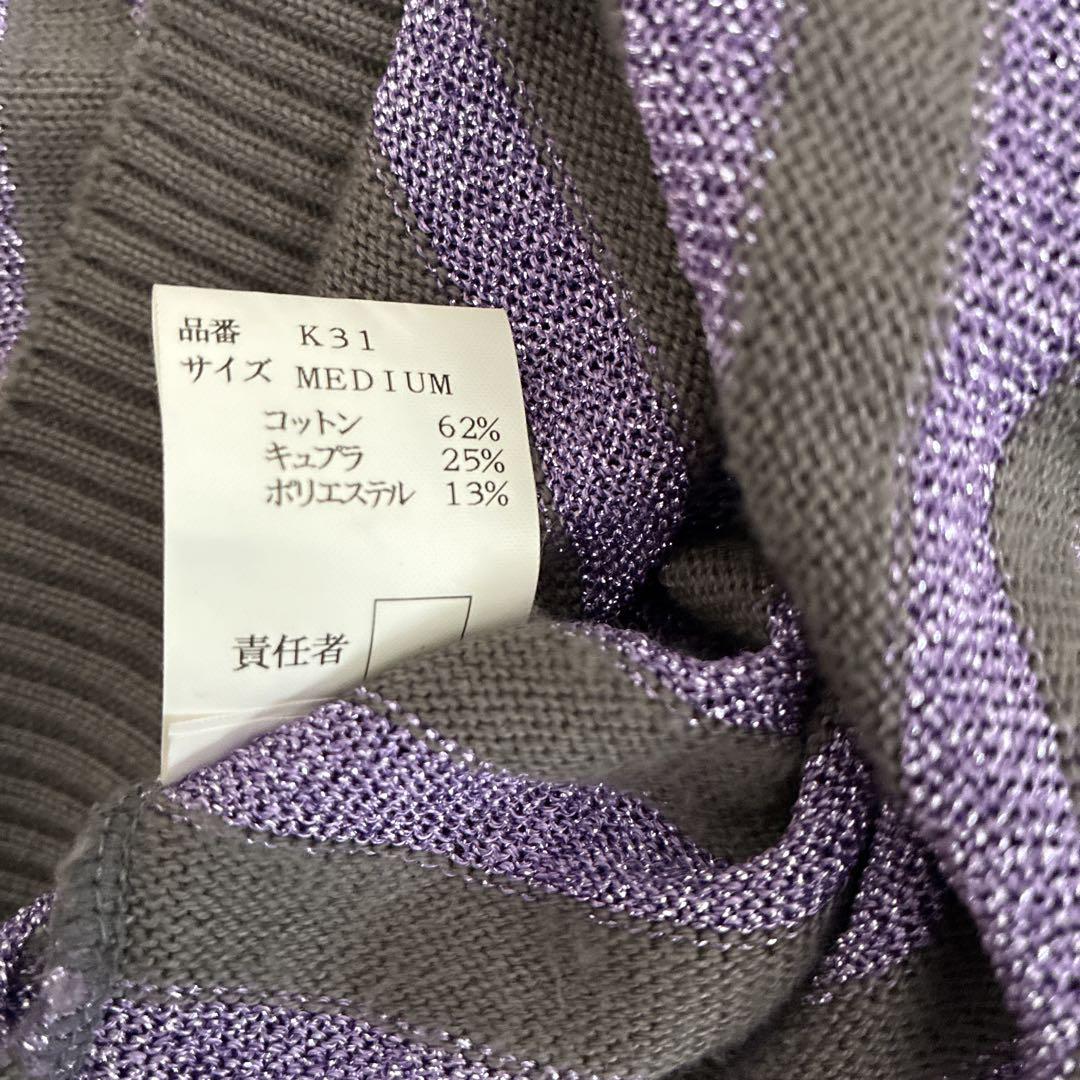 品番 K31
サイズ MEDIUM
コットン 62%
キュプラ 25%
ポリエステル 13%
責任者